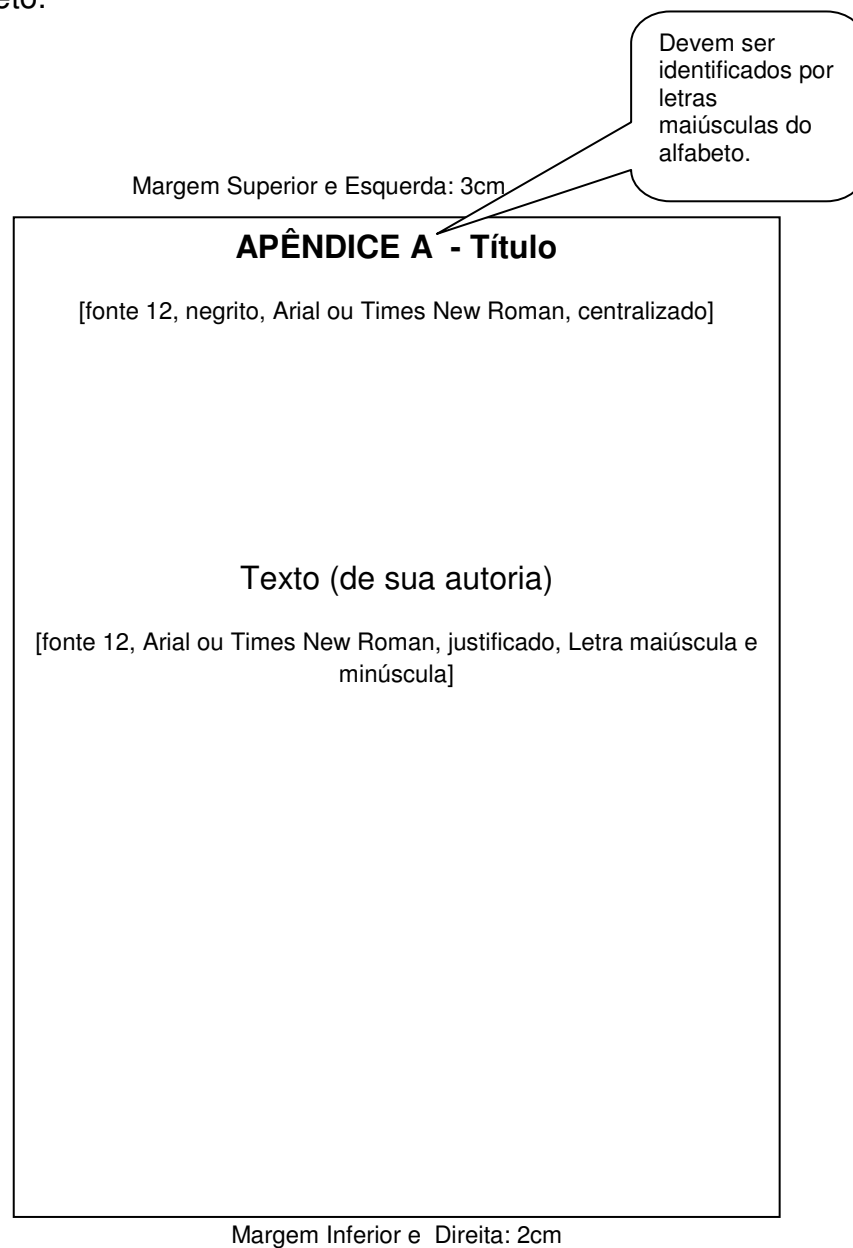 Devem ser
identificados por
letras
maiúsculas do
alfabeto.
Margem Superior e Esquerda: 3cm
APÊNDICE A - Título
[fonte 12, negrito, Arial ou Times New Roman, centralizado]
Texto (de sua autoria)
[fonte 12, Arial ou Times New Roman, justificado, Letra maiúscula e
minúscula]
Margem Inferior e Direita: 2cm